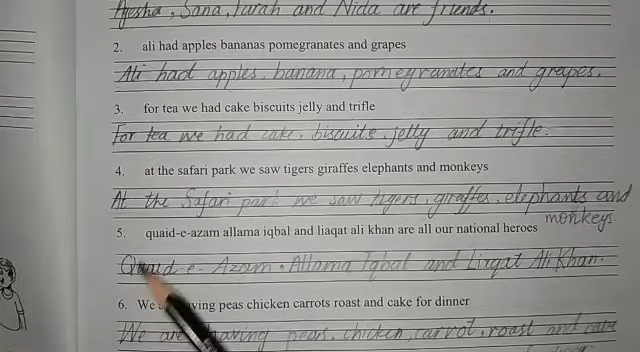 Ayesha, Sana, Farah and Nida are friends.
2. ali had apples bananas pomegranates and grapes
Ali had apples, banana, pomegranates and grapes.
3. for tea we had cake biscuits jelly and trifle
For tea we had cake, biscuits, jelly and trifle.
4. at the safari park we saw tigers giraffes elephants and monkeys
At the Safari park we saw tigers, giraffes, elephants and
monkeys
5. quaid-e-azam allama iqbal and liaqat ali khan are all our national heroes
Quaid-e-Azam, Allama Iqbal and Liaqat Ali Khan.
6. We having peas chicken carrots roast and cake for dinner
We are having peas, chicken, carrot, roast and cake